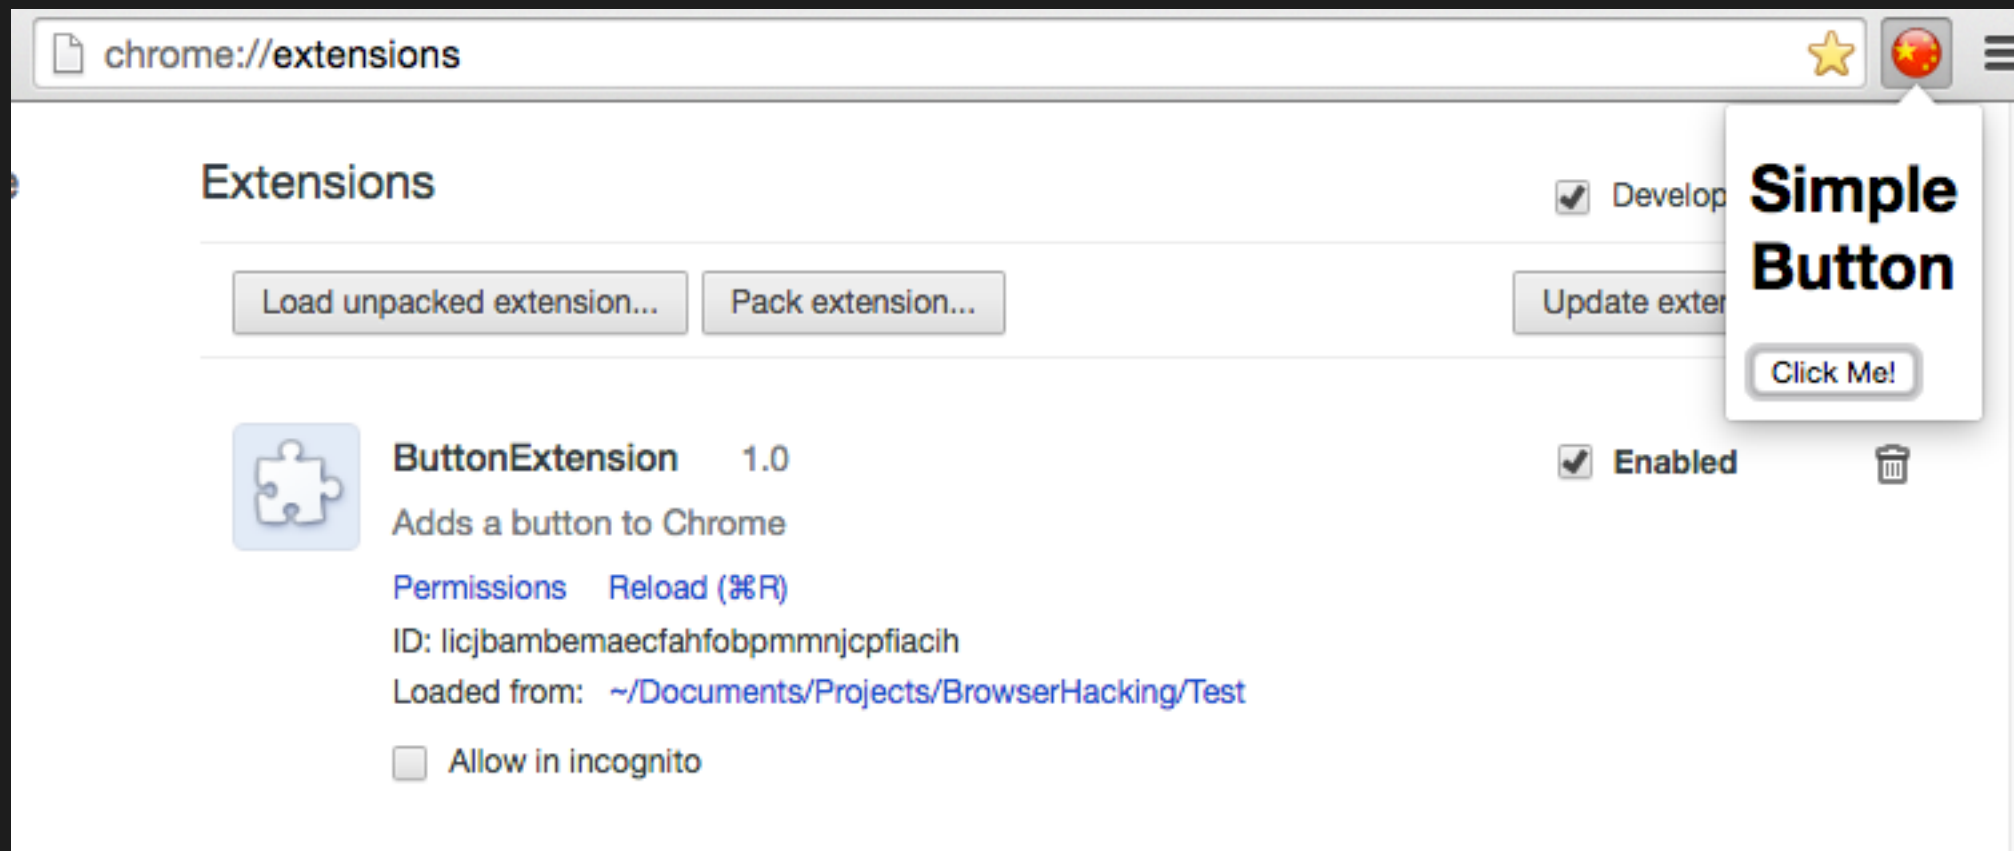 chrome://extensions
Extensions
Develop
Simple
Button
Load unpacked extension...
Pack extension...
Update exter
Click Me!
ButtonExtension 1.0
Enabled
Adds a button to Chrome
Permissions Reload (⌘R)
ID: licjbambemaecfahfobpmmnjcpfiacih
Loaded from: ~/Documents/Projects/BrowserHacking/Test
Allow in incognito